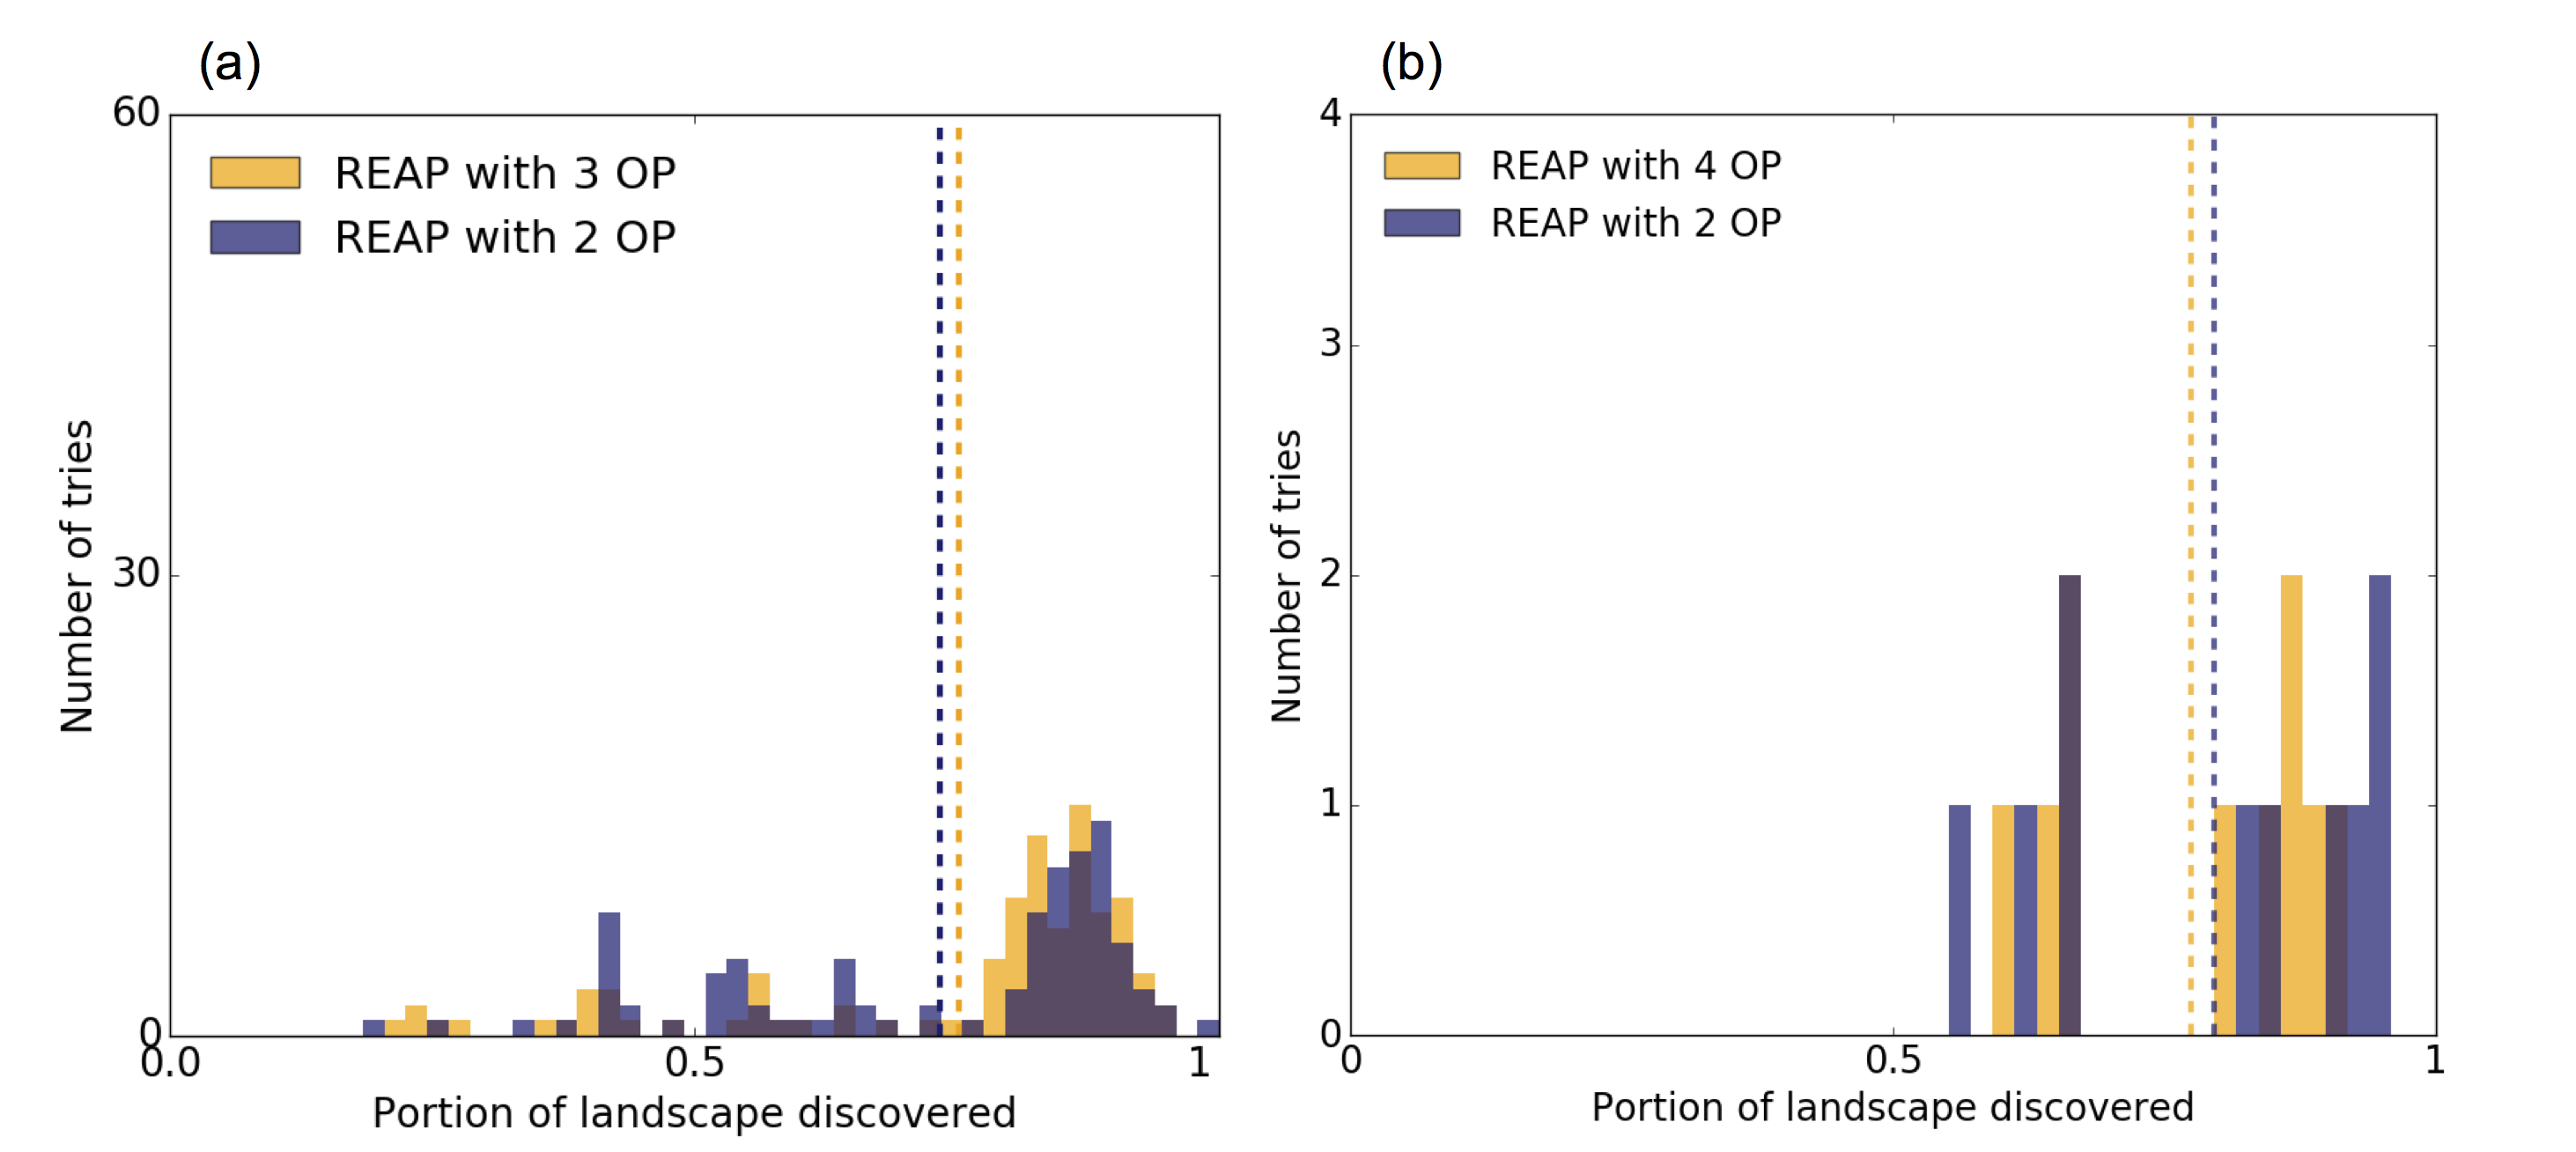 (a)
60
30
0
0.0
0.5
1
REAP with 3 OP
REAP with 2 OP
Number of tries
Portion of landscape discovered
(b)
4
3
2
1
0
0
0.5
1
REAP with 4 OP
REAP with 2 OP
Number of tries
Portion of landscape discovered